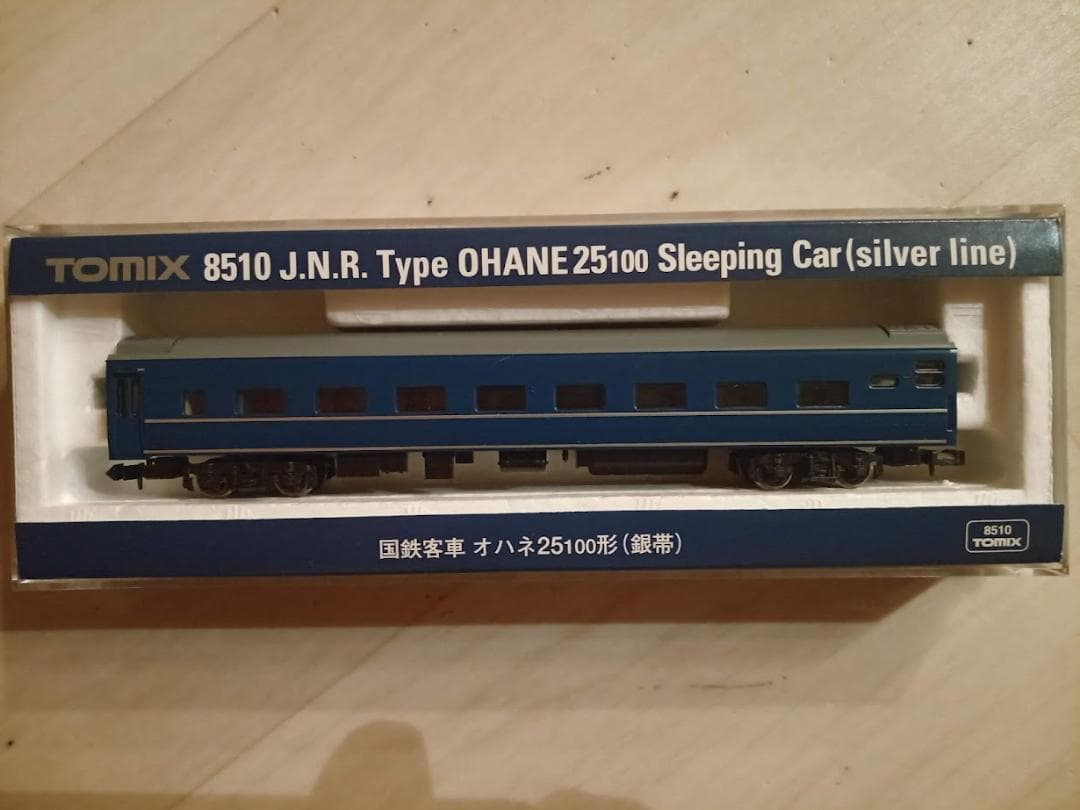 TOMIX 8510 J.N.R. Type OHANE 25100 Sleeping Car (silver line)
国鉄客車 オハネ25100形(銀帯)
8510
TOMIX